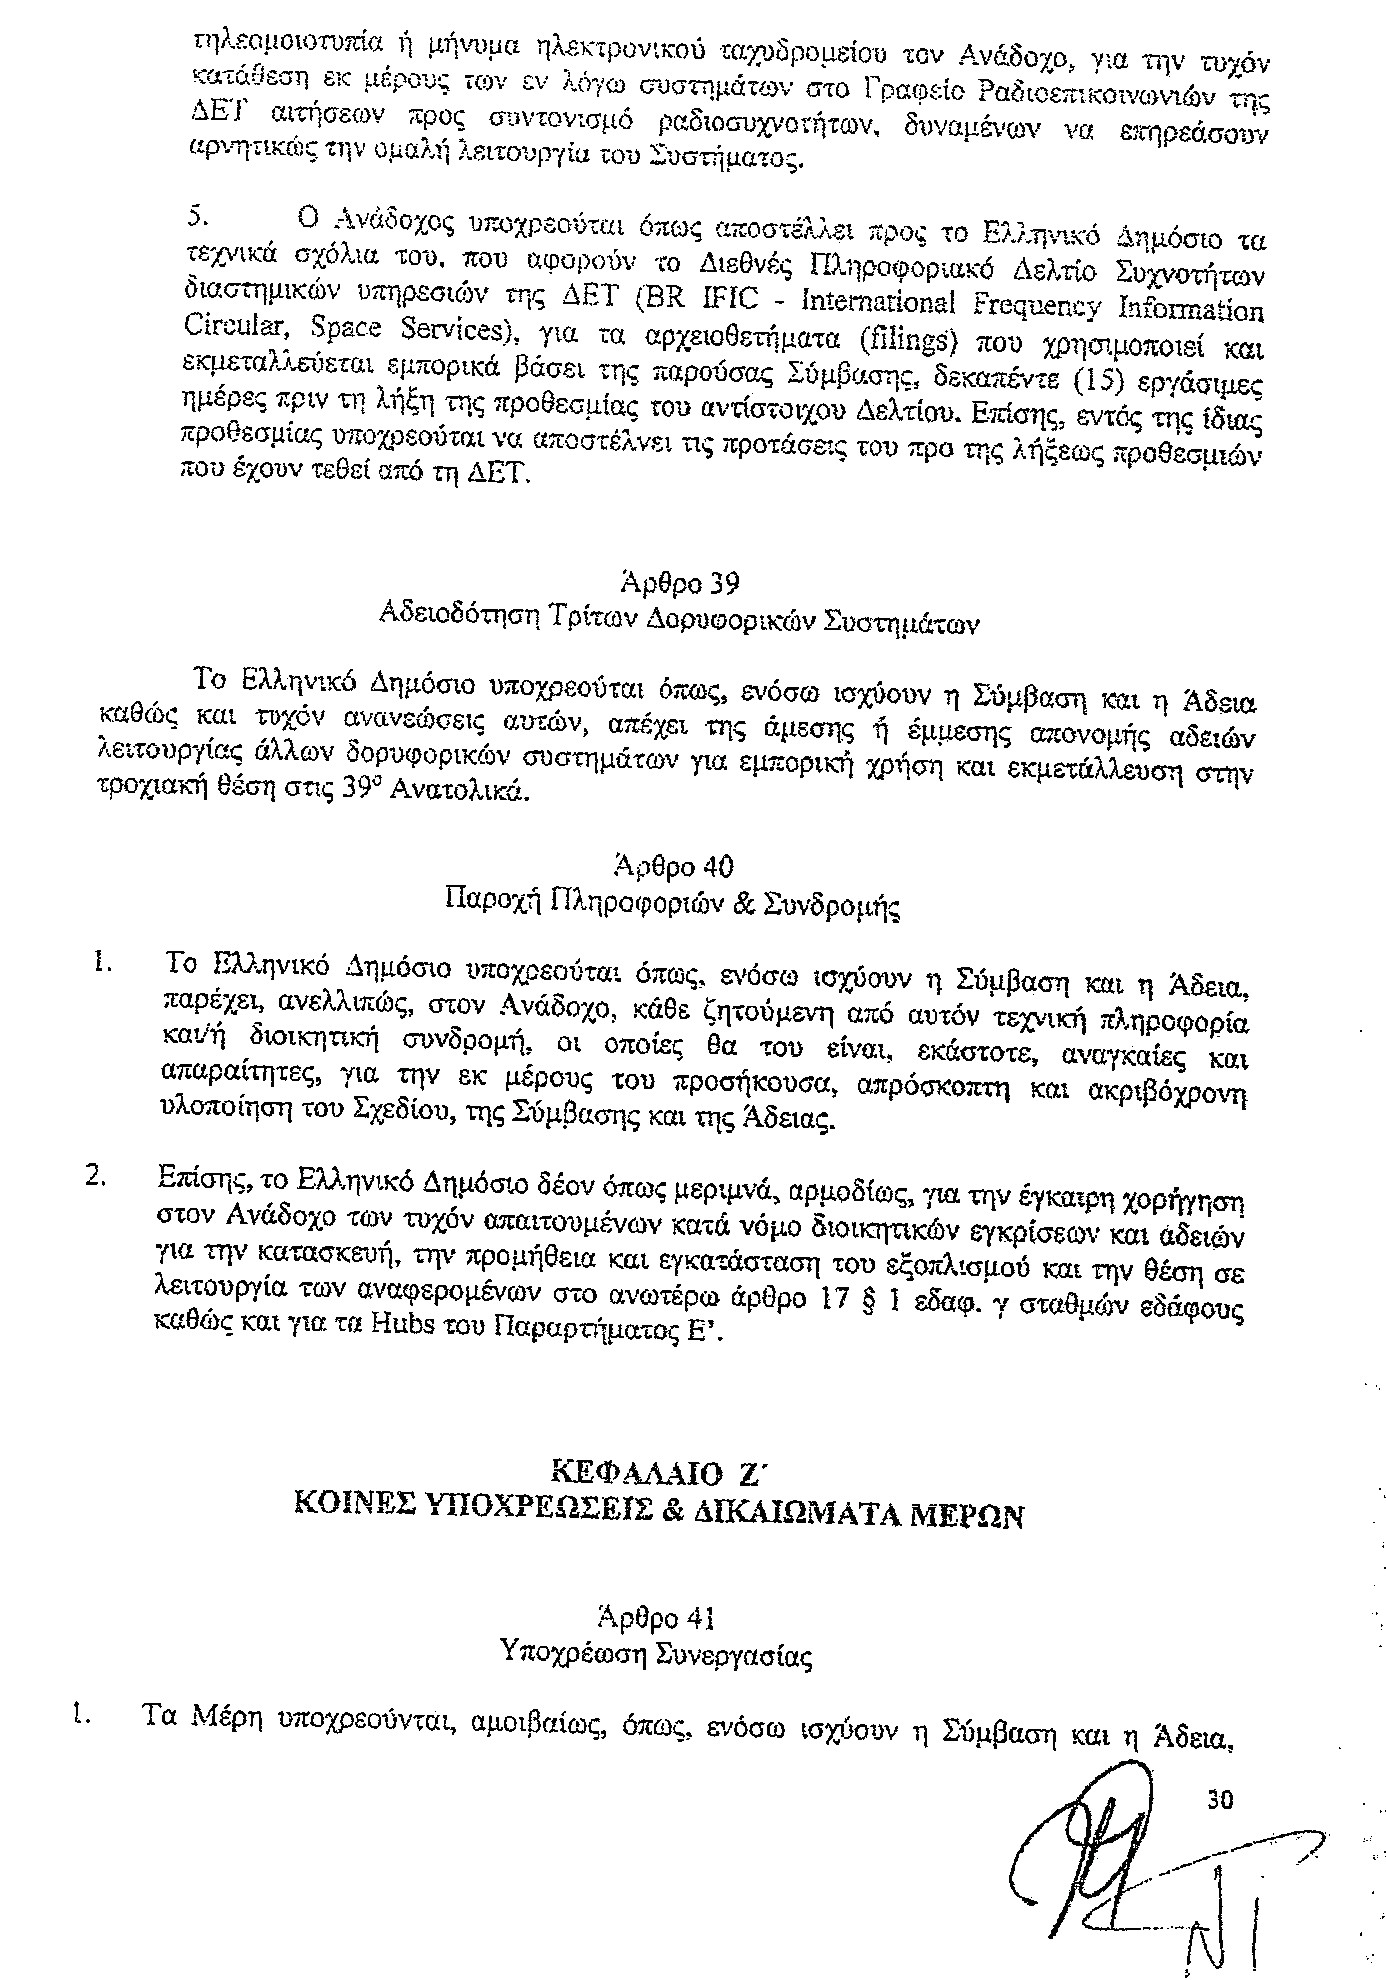 τηλεομοιοτυπία ή μήνυμα ηλεκτρονικού ταχυδρομείου τον Ανάδοχο, για την τυχόν
κατάθεση εκ μέρους των εν λόγω συστημάτων στο Γραφείο Ραδιοεπικοινωνιών της
ΔΕΤ αιτήσεων προς συντονισμό ραδιοσυχνοτήτων, δυναμένων να επηρεάσουν
αρνητικώς την ομαλή λειτουργία του Συστήματος.
5. Ο Ανάδοχος υποχρεούται όπως αποστέλλει προς το Ελληνικό Δημόσιο τα
τεχνικά σχόλια του, που αφορούν το Διεθνές Πληροφοριακό Δελτίο Συχνοτήτων
διαστημικών υπηρεσιών της ΔΕΤ (BR IFIC - International Frequency Information
Circular, Space Services), για τα αρχειοθετήματα (filings) που χρησιμοποιεί και
εκμεταλλεύεται εμπορικά βάσει της παρούσας Σύμβασης, δεκαπέντε (15) εργάσιμες
ημέρες πριν τη λήξη της προθεσμίας του αντίστοιχου Δελτίου. Επίσης, εντός της ίδιας
προθεσμίας υποχρεούται να αποστέλνει τις προτάσεις του προ της λήξεως προθεσμιών
που έχουν τεθεί από τη ΔΕΤ.
Άρθρο 39
Αδειοδότηση Τρίτων Δορυφορικών Συστημάτων
Το Ελληνικό Δημόσιο υποχρεούται όπως, ενόσω ισχύουν η Σύμβαση και η Άδεια
καθώς και τυχόν ανανεώσεις αυτών, απέχει της άμεσης ή έμμεσης απονομής αδειών
λειτουργίας άλλων δορυφορικών συστημάτων για εμπορική χρήση και εκμετάλλευση στην
τροχιακή θέση στις 39º Ανατολικά.
Άρθρο 40
Παροχή Πληροφοριών & Συνδρομής
1. Το Ελληνικό Δημόσιο υποχρεούται όπως, ενόσω ισχύουν η Σύμβαση και η Άδεια,
παρέχει, ανελλιπώς, στον Ανάδοχο, κάθε ζητούμενη από αυτόν τεχνική πληροφορία
και/ή διοικητική συνδρομή, οι οποίες θα του είναι, εκάστοτε, αναγκαίες και
απαραίτητες, για την εκ μέρους του προσήκουσα, απρόσκοπτη και ακριβόχρονη
υλοποίηση του Σχεδίου, της Σύμβασης και της Άδειας.
2. Επίσης, το Ελληνικό Δημόσιο δέον όπως μεριμνά, αρμοδίως, για την έγκαιρη χορήγηση
στον Ανάδοχο των τυχόν απαιτουμένων κατά νόμο διοικητικών εγκρίσεων και αδειών
για την κατασκευή, την προμήθεια και εγκατάσταση του εξοπλισμού και την θέση σε
λειτουργία των αναφερομένων στο ανωτέρω άρθρο 17 § 1 εδαφ. γ σταθμών εδάφους
καθώς και για τα Hubs του Παραρτήματος Ε'.
ΚΕΦΑΛΑΙΟ Ζ΄
ΚΟΙΝΕΣ ΥΠΟΧΡΕΩΣΕΙΣ & ΔΙΚΑΙΩΜΑΤΑ ΜΕΡΩΝ
Άρθρο 41
Υποχρέωση Συνεργασίας
1. Τα Μέρη υποχρεούνται, αμοιβαίως, όπως, ενόσω ισχύουν η Σύμβαση και η Άδεια,
30